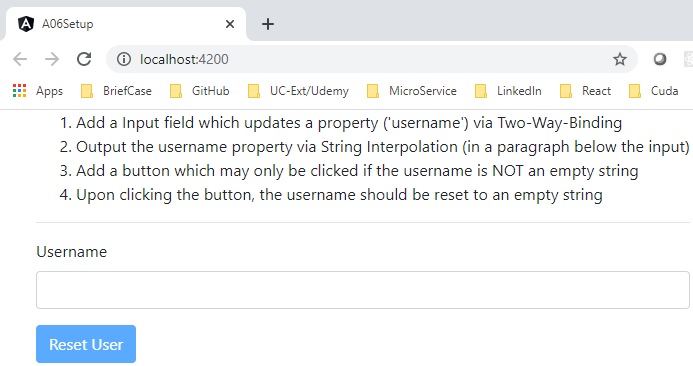 A06Setup
localhost:4200
Apps BriefCase GitHub UC-Ext/Udemy MicroService LinkedIn React Cuda
1. Add a Input field which updates a property ('username') via Two-Way-Binding
2. Output the username property via String Interpolation (in a paragraph below the input)
3. Add a button which may only be clicked if the username is NOT an empty string
4. Upon clicking the button, the username should be reset to an empty string
Username
Reset User